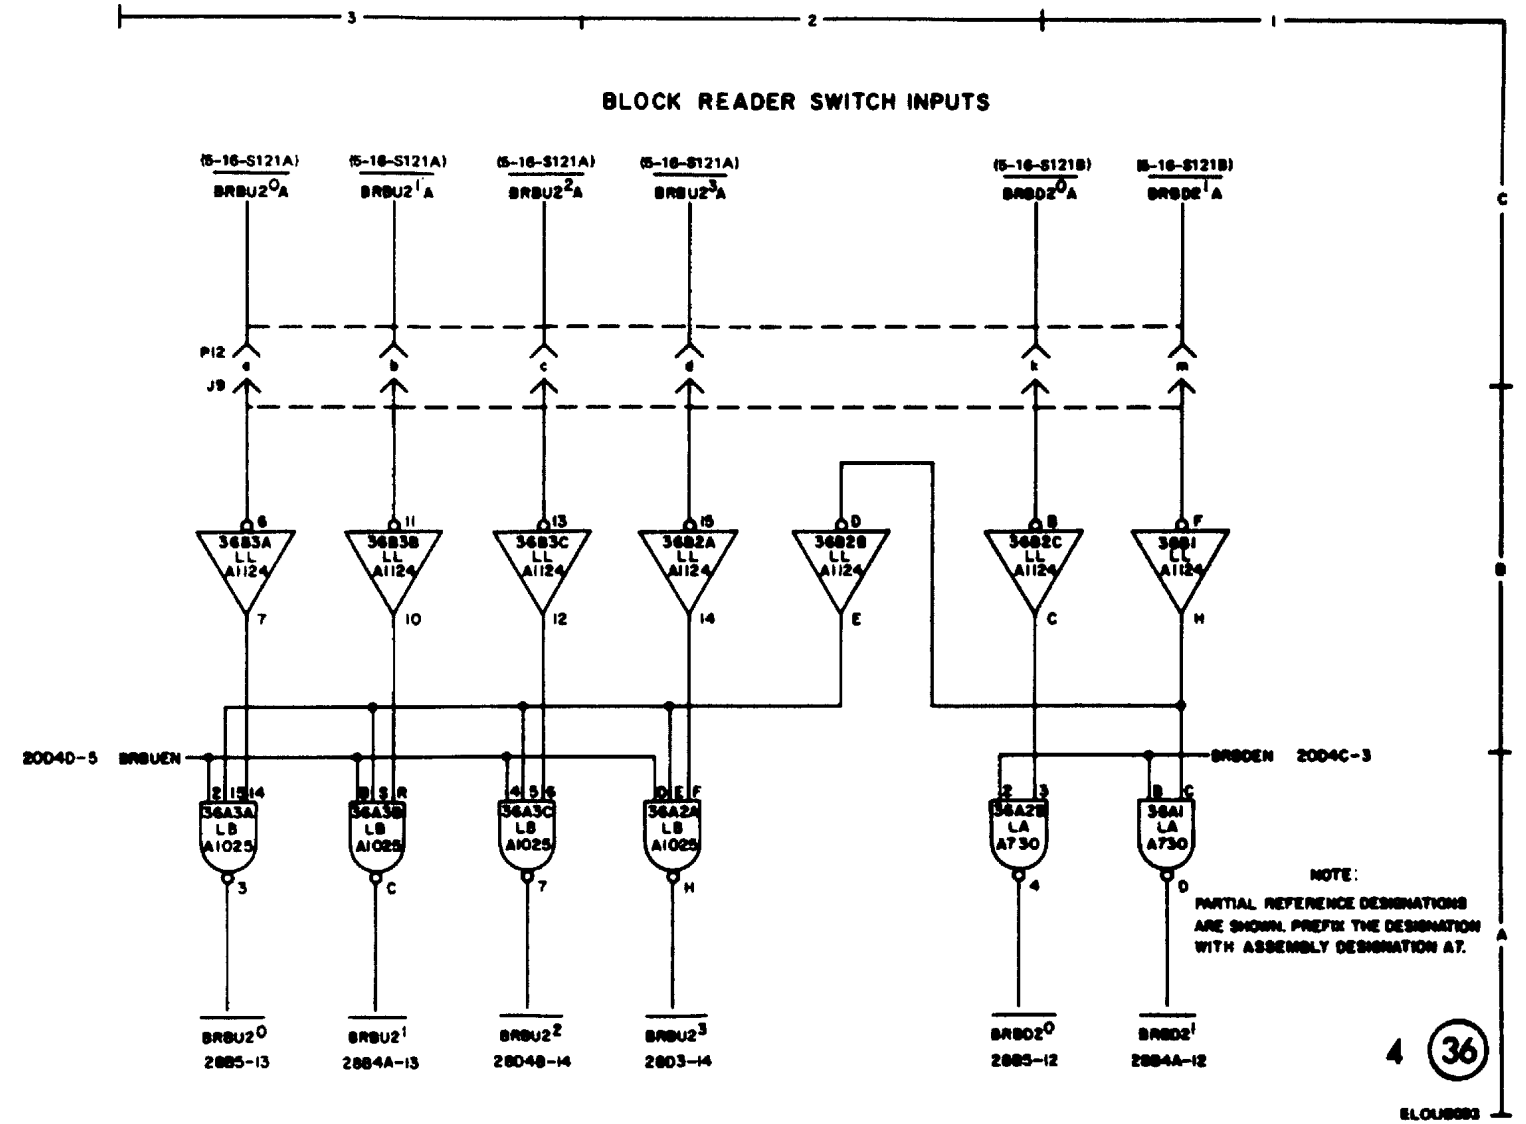 3 2 1
BLOCK READER SWITCH INPUTS
(5-16-S121A) (5-16-S121A) (5-16-S121A) (5-16-S121A) (5-16-S121B) (5-16-S121B)
BRBU2⁰A BRBU2¹A BRBU2²A BRBU2³A BRBD2⁰A BRBD2¹A
C
P12
a b c d k m
J9
6 11 13 15 D B F
36B3A 36B3B 36B3C 36B2A 36B2B 36B2C 36B1
LL LL LL LL LL LL LL
A1124 A1124 A1124 A1124 A1124 A1124 A1124
B
7 10 12 14 E C H
20D4D-5 BRBUEN BRBDEN 20D4C-3
2 15 14 B S R 4 5 6 D E F 2 3 B C
36A3A 36A3B 36A3C 36A2A 36A2B 36A1
LB LB LB LB LA LA
A1025 A1025 A1025 A1025 A730 A730
3 C 7 H 4 D
NOTE:
PARTIAL REFERENCE DESIGNATIONS
ARE SHOWN. PREFIX THE DESIGNATION
WITH ASSEMBLY DESIGNATION A7.
A
BRBU2⁰ BRBU2¹ BRBU2² BRBU2³ BRBD2⁰ BRBD2¹
28B5-13 28B4A-13 28D4B-14 28D3-14 28B5-12 28B4A-12
4 36